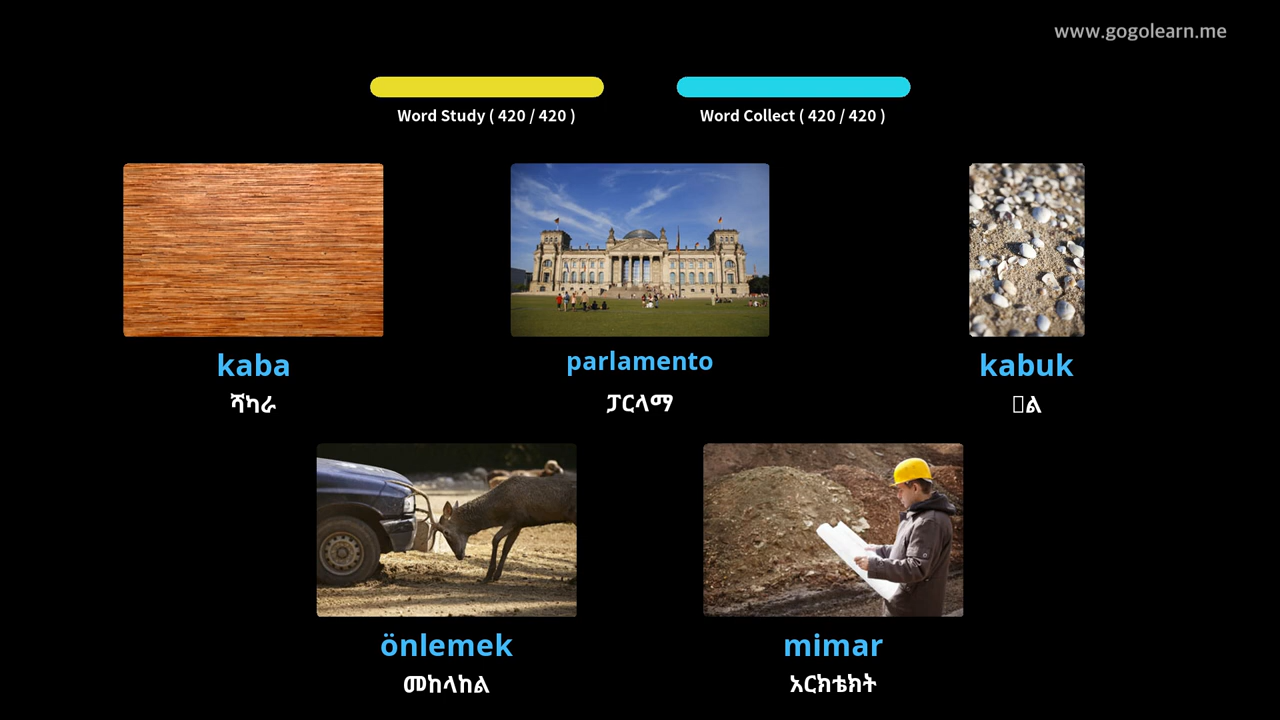 www.gogolearn.me
Word Study ( 420 / 420 )
Word Collect ( 420 / 420 )
kaba
ሻካራ
parlamento
ፓርላማ
kabuk
ል
önlemek
መከላከል
mimar
አርክቴክት